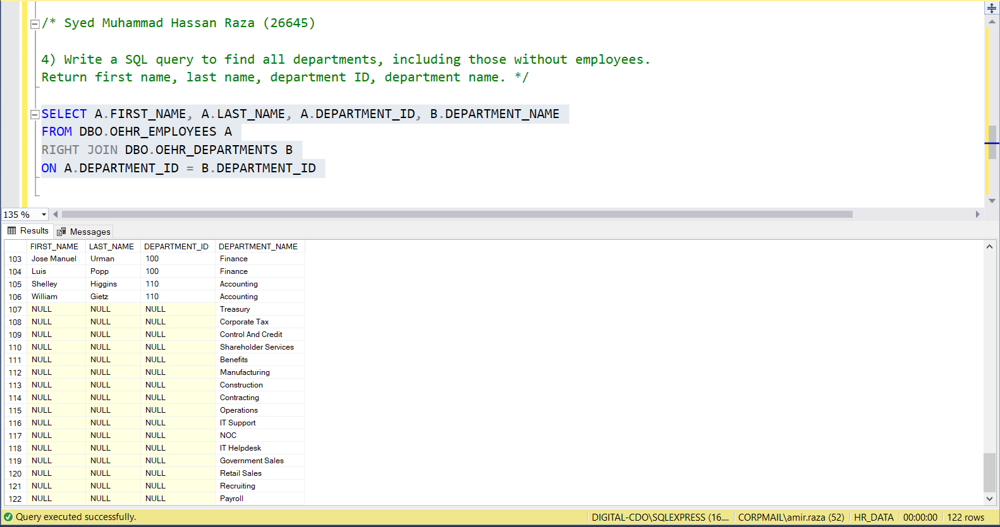 /* Syed Muhammad Hassan Raza (26645)
4) Write a SQL query to find all departments, including those without employees.
Return first name, last name, department ID, department name. */
SELECT A.FIRST_NAME, A.LAST_NAME, A.DEPARTMENT_ID, B.DEPARTMENT_NAME
FROM DBO.OEHR_EMPLOYEES A
RIGHT JOIN DBO.OEHR_DEPARTMENTS B
ON A.DEPARTMENT_ID = B.DEPARTMENT_ID
135 %
Results Messages
FIRST_NAME LAST_NAME DEPARTMENT_ID DEPARTMENT_NAME
103 Jose Manuel Urman 100 Finance
104 Luis Popp 100 Finance
105 Shelley Higgins 110 Accounting
106 William Gietz 110 Accounting
107 NULL NULL NULL Treasury
108 NULL NULL NULL Corporate Tax
109 NULL NULL NULL Control And Credit
110 NULL NULL NULL Shareholder Services
111 NULL NULL NULL Benefits
112 NULL NULL NULL Manufacturing
113 NULL NULL NULL Construction
114 NULL NULL NULL Contracting
115 NULL NULL NULL Operations
116 NULL NULL NULL IT Support
117 NULL NULL NULL NOC
118 NULL NULL NULL IT Helpdesk
119 NULL NULL NULL Government Sales
120 NULL NULL NULL Retail Sales
121 NULL NULL NULL Recruiting
122 NULL NULL NULL Payroll
Query executed successfully. DIGITAL-CDO\SQLEXPRESS (16.... CORPMAIL\amir.raza (52) HR_DATA 00:00:00 122 rows